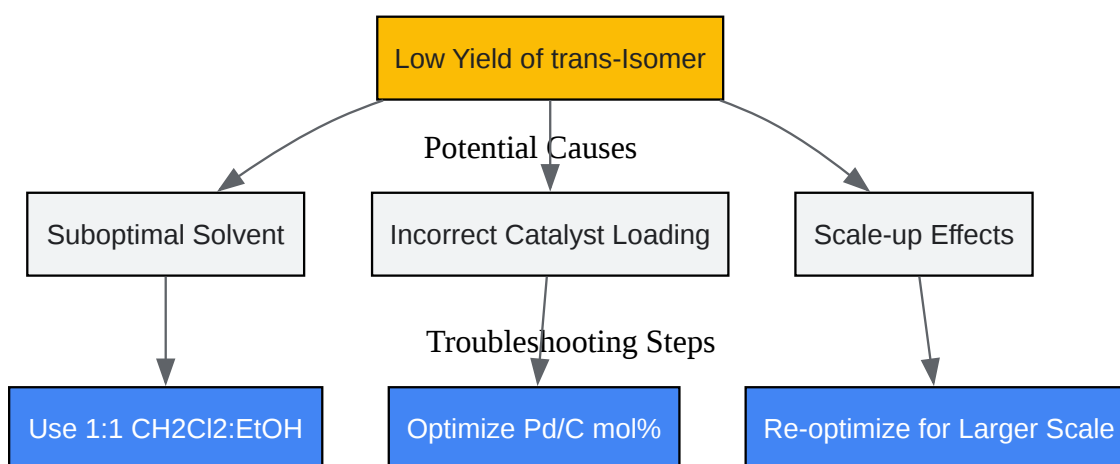 Low Yield of trans-Isomer
Potential Causes
Suboptimal Solvent
Incorrect Catalyst Loading
Scale-up Effects
Troubleshooting Steps
Use 1:1 CH2Cl2:EtOH
Optimize Pd/C mol%
Re-optimize for Larger Scale